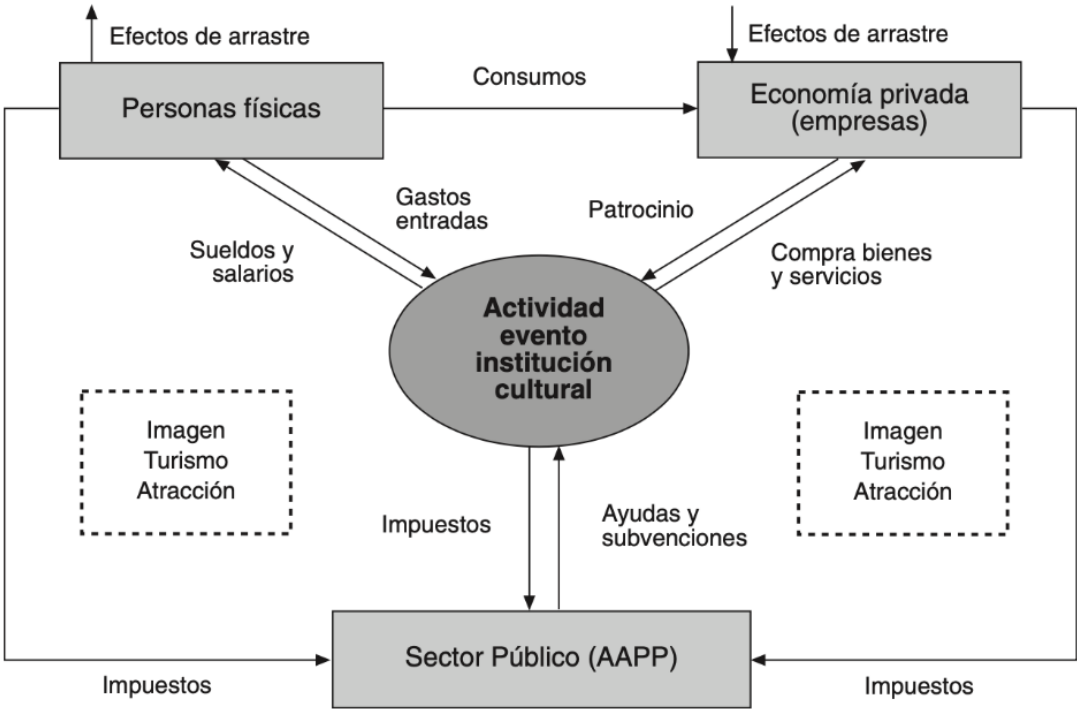 Efectos de arrastre
Efectos de arrastre
Personas físicas
Consumos
Economía privada
(empresas)
Gastos
entradas
Patrocinio
Sueldos y
salarios
Compra bienes
y servicios
Actividad
evento
institución
cultural
Imagen
Turismo
Atracción
Imagen
Turismo
Atracción
Impuestos
Ayudas y
subvenciones
Sector Público (AAPP)
Impuestos
Impuestos